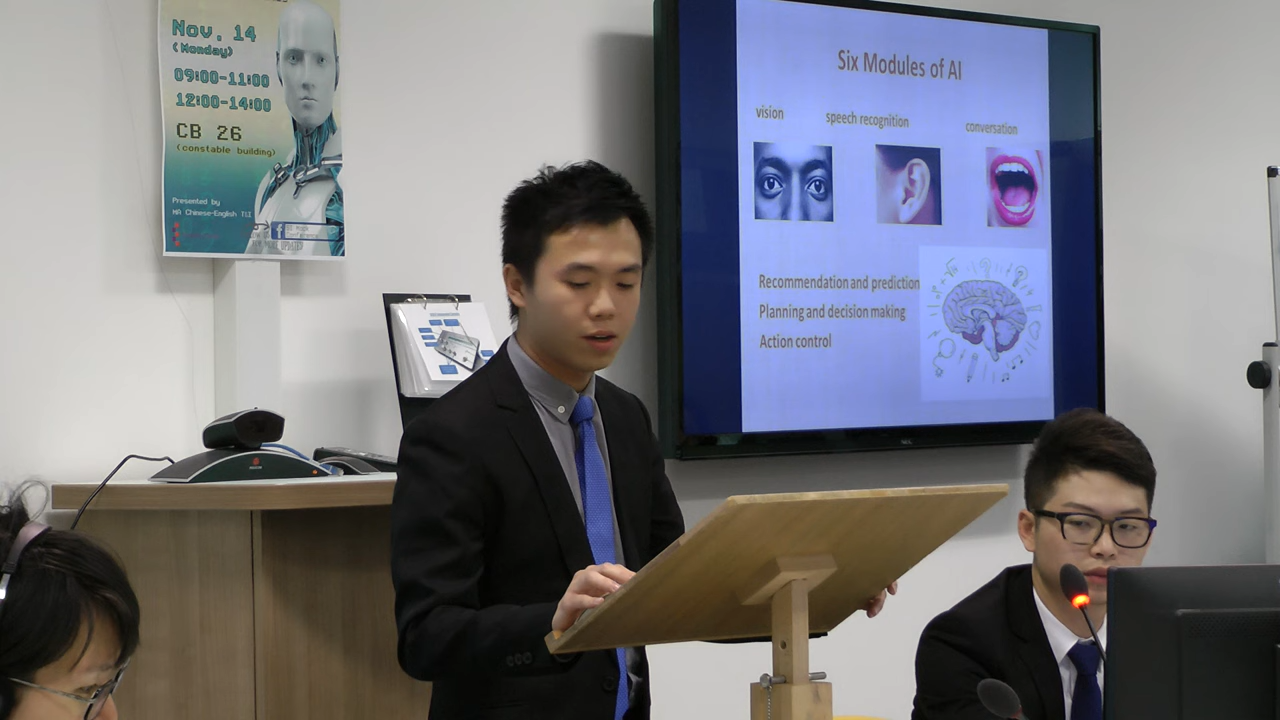 Nov. 14
(Monday)
09:00-11:00
12:00-14:00
CB 26
(constable building)
Presented by
MA Chinese-English T&I
Six Modules of AI
vision
speech recognition
conversation
Recommendation and prediction
Planning and decision making
Action control